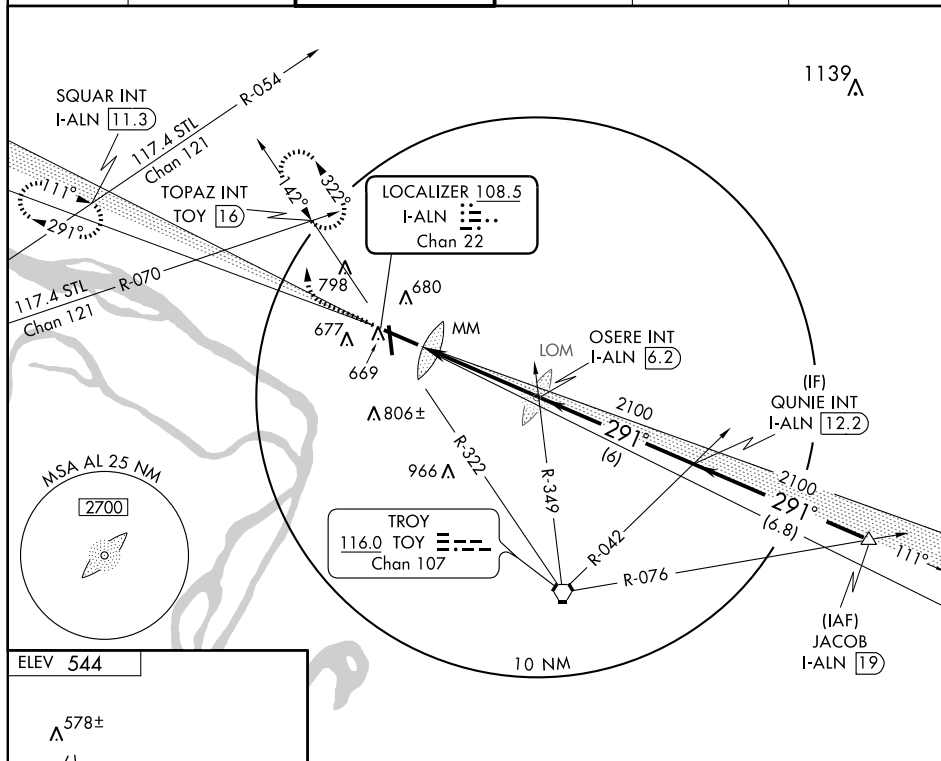 1139
SQUAR INT
I-ALN 11.3
R-054
117.4 STL
Chan 121
TOPAZ INT
TOY 16
142°
322°
111°
291°
LOCALIZER 108.5
I-ALN
Chan 22
117.4 STL
R-070
Chan 121
798
680
677
669
MM
LOM
OSERE INT
I-ALN 6.2
(IF)
QUNIE INT
I-ALN 12.2
806±
966
R-322
R-349
2100
291°
(6)
2100
291°
(6.8)
111°
R-042
R-076
MSA AL 25 NM
2700
TROY
116.0 TOY
Chan 107
(IAF)
JACOB
I-ALN 19
10 NM
ELEV 544
578±